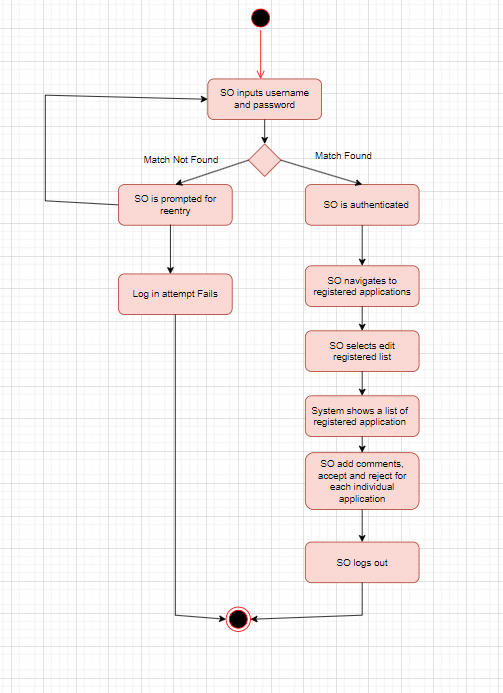 SO inputs username
and password
Match Not Found
Match Found
SO is prompted for
reentry
SO is authenticated
Log in attempt Fails
SO navigates to
registered applications
SO selects edit
registered list
System shows a list of
registered application
SO add comments,
accept and reject for
each individual
application
SO logs out